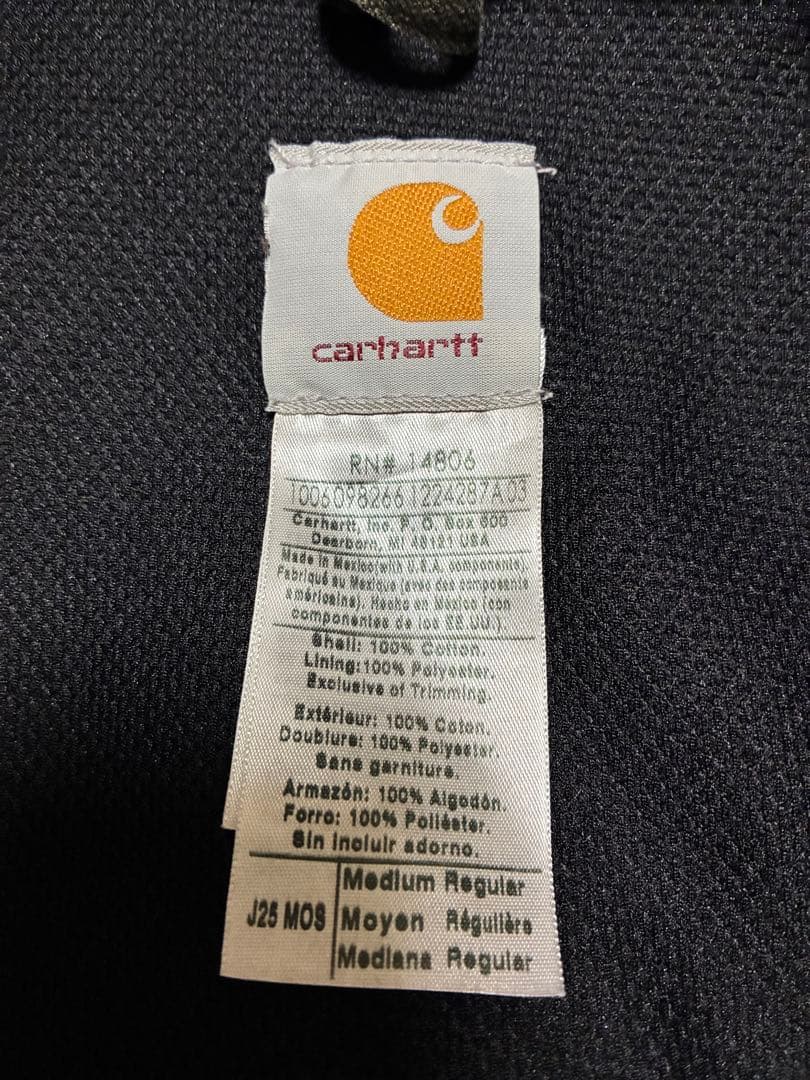 carhartt
RN# 14806
10060982661224287A03
Carhartt, Inc. P. O. Box 600
Dearborn, MI 48121 USA
Made in Mexico(with U.S.A. components).
Fabriqué au Mexique (avec des composants
américains). Hecho en México (con
componentes de los EE.UU.).
Shell: 100% Cotton.
Lining:100% Polyester.
Exclusive of Trimming.
Extérieur: 100% Coton.
Doublure: 100% Polyester.
Sans garniture.
Armazón: 100% Algodón.
Forro: 100% Poliéster.
Sin incluir adorno.
J25 MOS
Medium Regular
Moyen Régulière
Mediana Regular